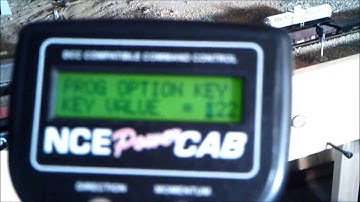 DCC COMPATIBLE COMMAND CONTROL
PROG OPTION KEY
KEY VALUE = 122
NCE Power CAB
DIRECTION MOMENTUM